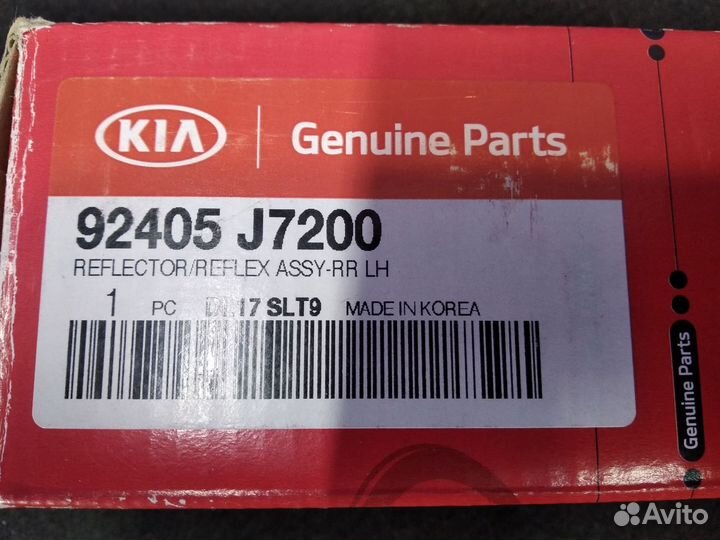 KIA Genuine Parts
92405 J7200
REFLECTOR/REFLEX ASSY-RR LH
1 PC 17 SLT9 MADE IN KOREA
Genuine Parts
Avito